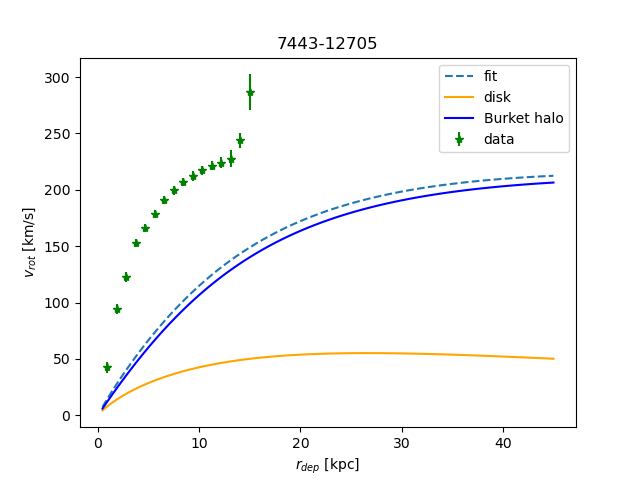 7443-12705
fit
disk
Burket halo
data
300
250
200
150
100
50
0
v_rot [km/s]
0 10 20 30 40
r_dep [kpc]